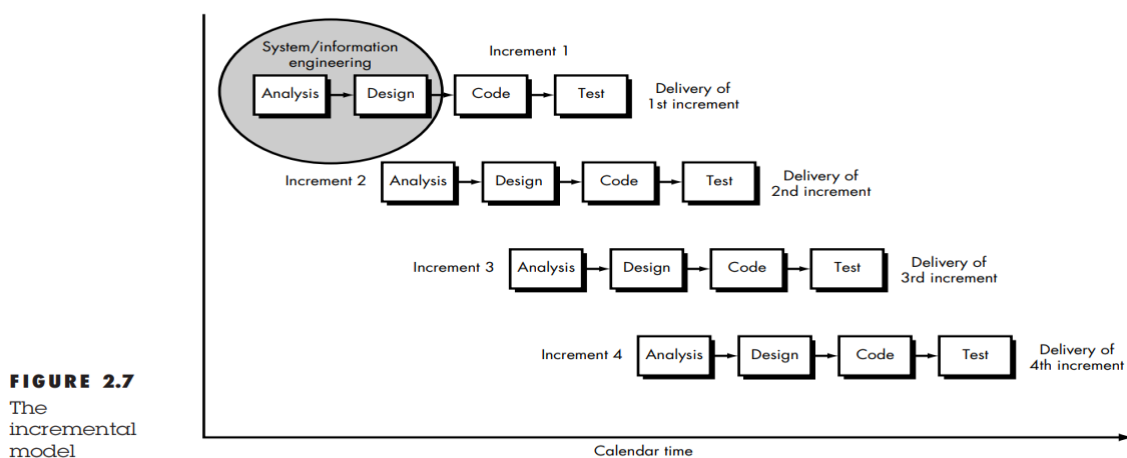 System/information
engineering
Increment 1
Analysis
Design
Code
Test
Delivery of
1st increment
Increment 2
Analysis
Design
Code
Test
Delivery of
2nd increment
Increment 3
Analysis
Design
Code
Test
Delivery of
3rd increment
Increment 4
Analysis
Design
Code
Test
Delivery of
4th increment
FIGURE 2.7
The
incremental
model
Calendar time